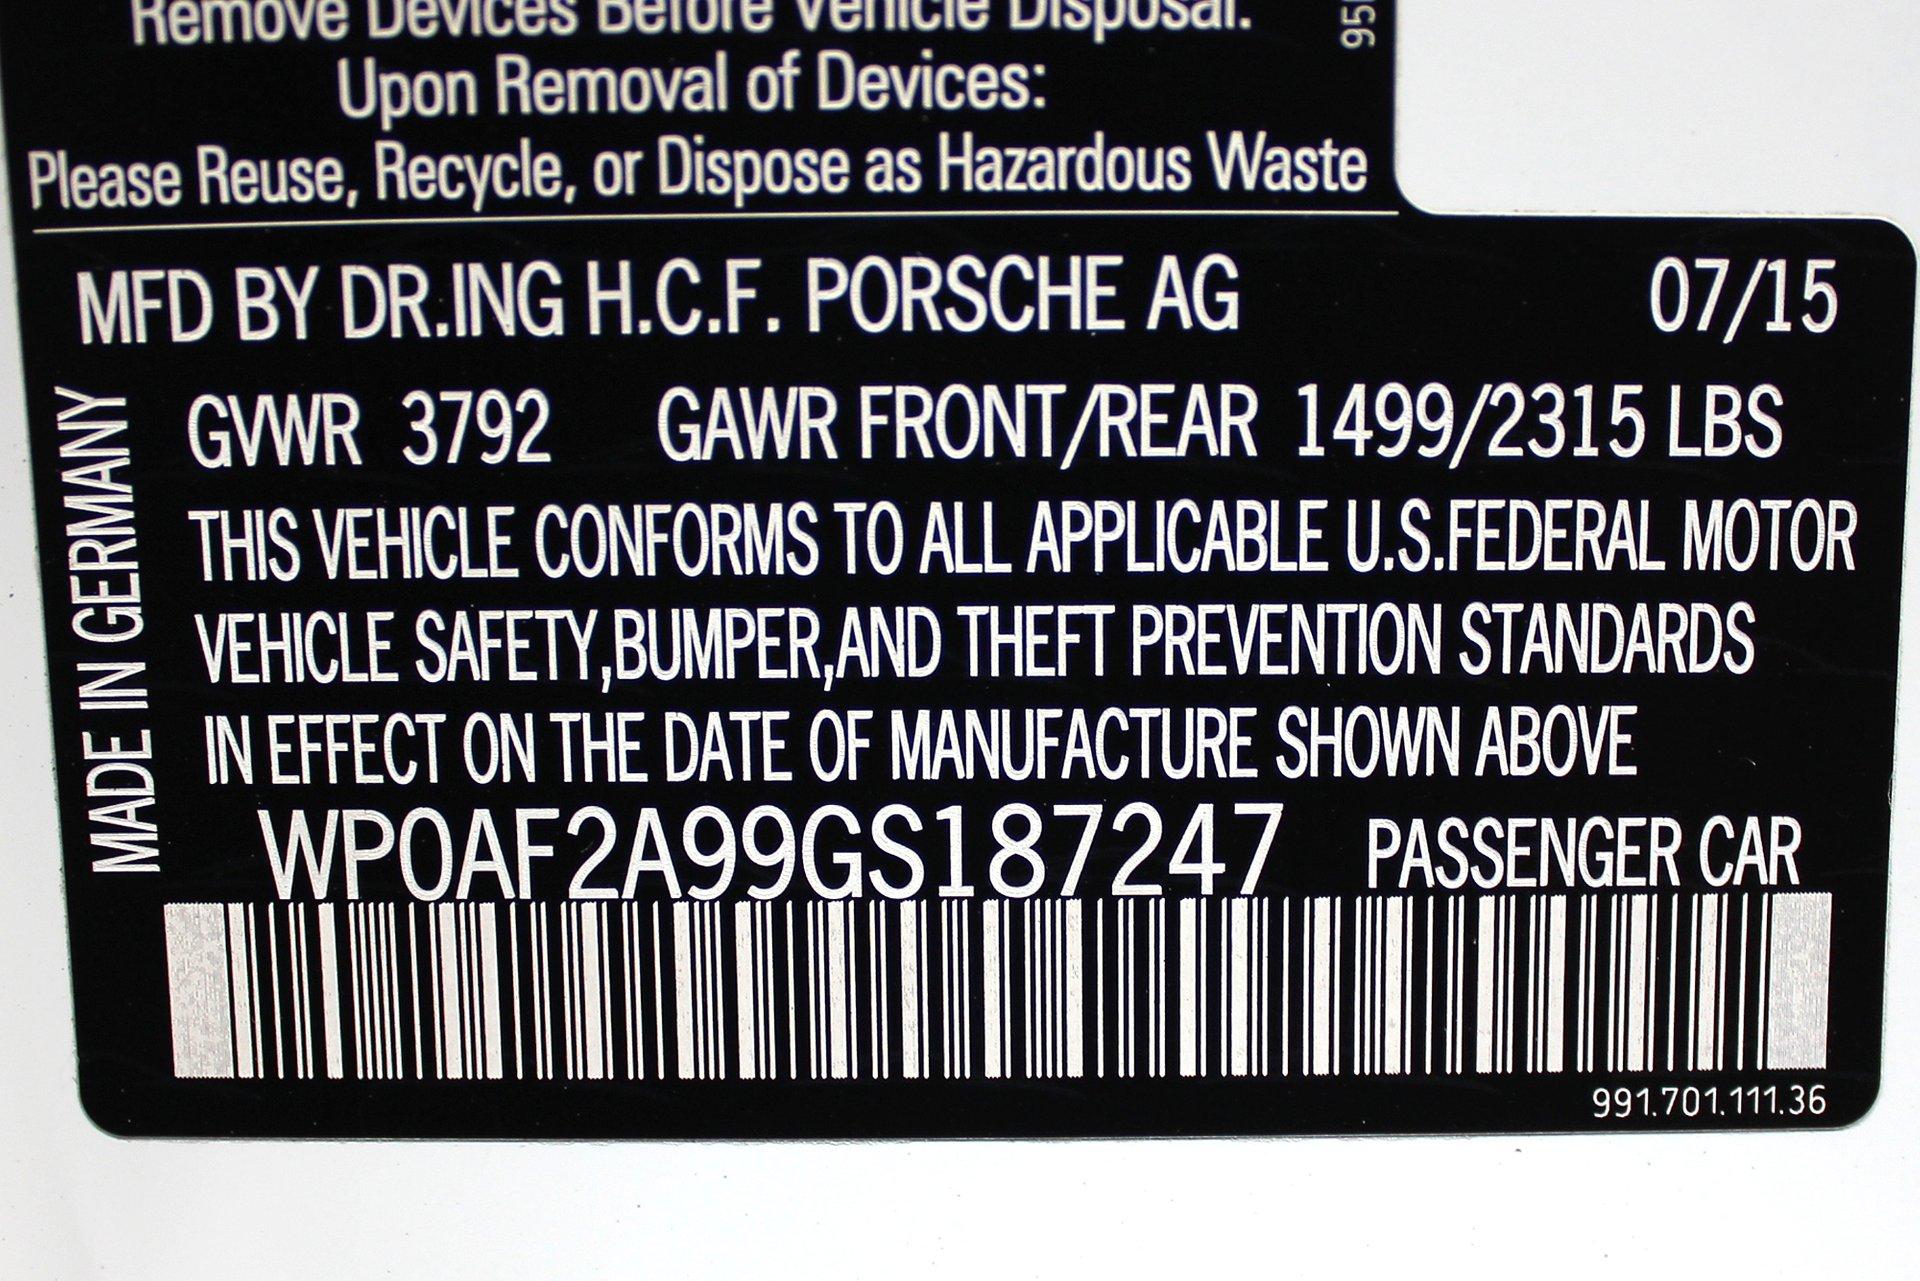 Remove Devices Before Vehicle Disposal.
Upon Removal of Devices:
Please Reuse, Recycle, or Dispose as Hazardous Waste
MFD BY DR.ING H.C.F. PORSCHE AG 07/15
MADE IN GERMANY
GVWR 3792 GAWR FRONT/REAR 1499/2315 LBS
THIS VEHICLE CONFORMS TO ALL APPLICABLE U.S.FEDERAL MOTOR
VEHICLE SAFETY,BUMPER,AND THEFT PREVENTION STANDARDS
IN EFFECT ON THE DATE OF MANUFACTURE SHOWN ABOVE
WP0AF2A99GS187247 PASSENGER CAR
991.701.111.36